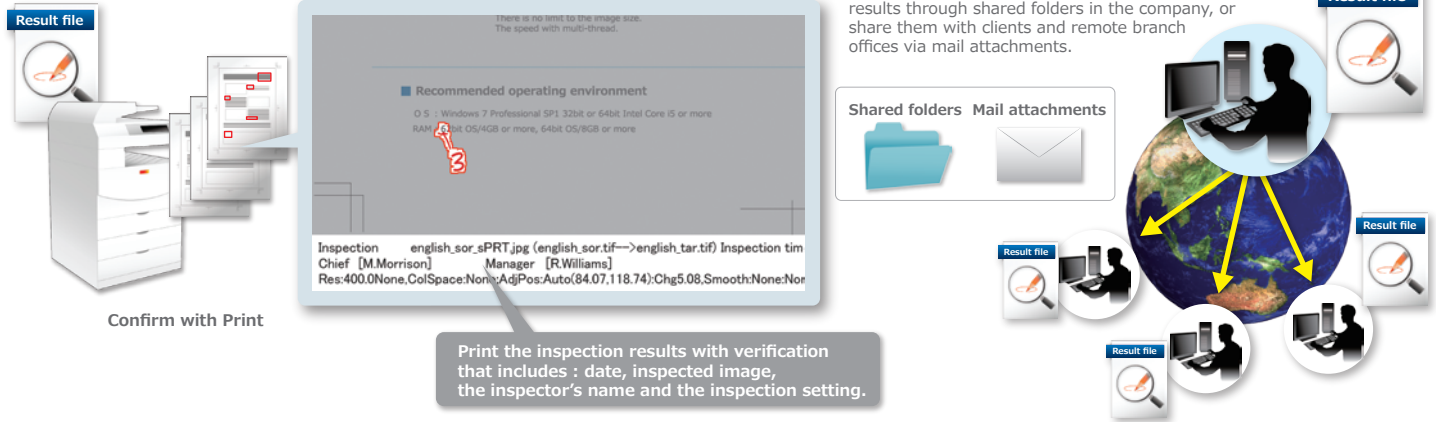 Result file
There is no limit to the image size.
The speed with multi-thread.
■ Recommended operating environment
O S : Windows 7 Professional SP1 32bit or 64bit Intel Core i5 or more
RAM : 62bit OS/4GB or more, 64bit OS/8GB or more
3
Inspection english_sor_sPRT.jpg (english_sor.tif-->english_tar.tif) Inspection tim
Chief [M.Morrison] Manager [R.Williams]
Res:400.0None,ColSpace:None:AdjPos:Auto(84.07,118.74):Chg5.08,Smooth:None:Nor
Confirm with Print
Print the inspection results with verification
that includes : date, inspected image,
the inspector's name and the inspection setting.
results through shared folders in the company, or
share them with clients and remote branch
offices via mail attachments.
Shared folders Mail attachments
Result file
Result file
Result file
Result file